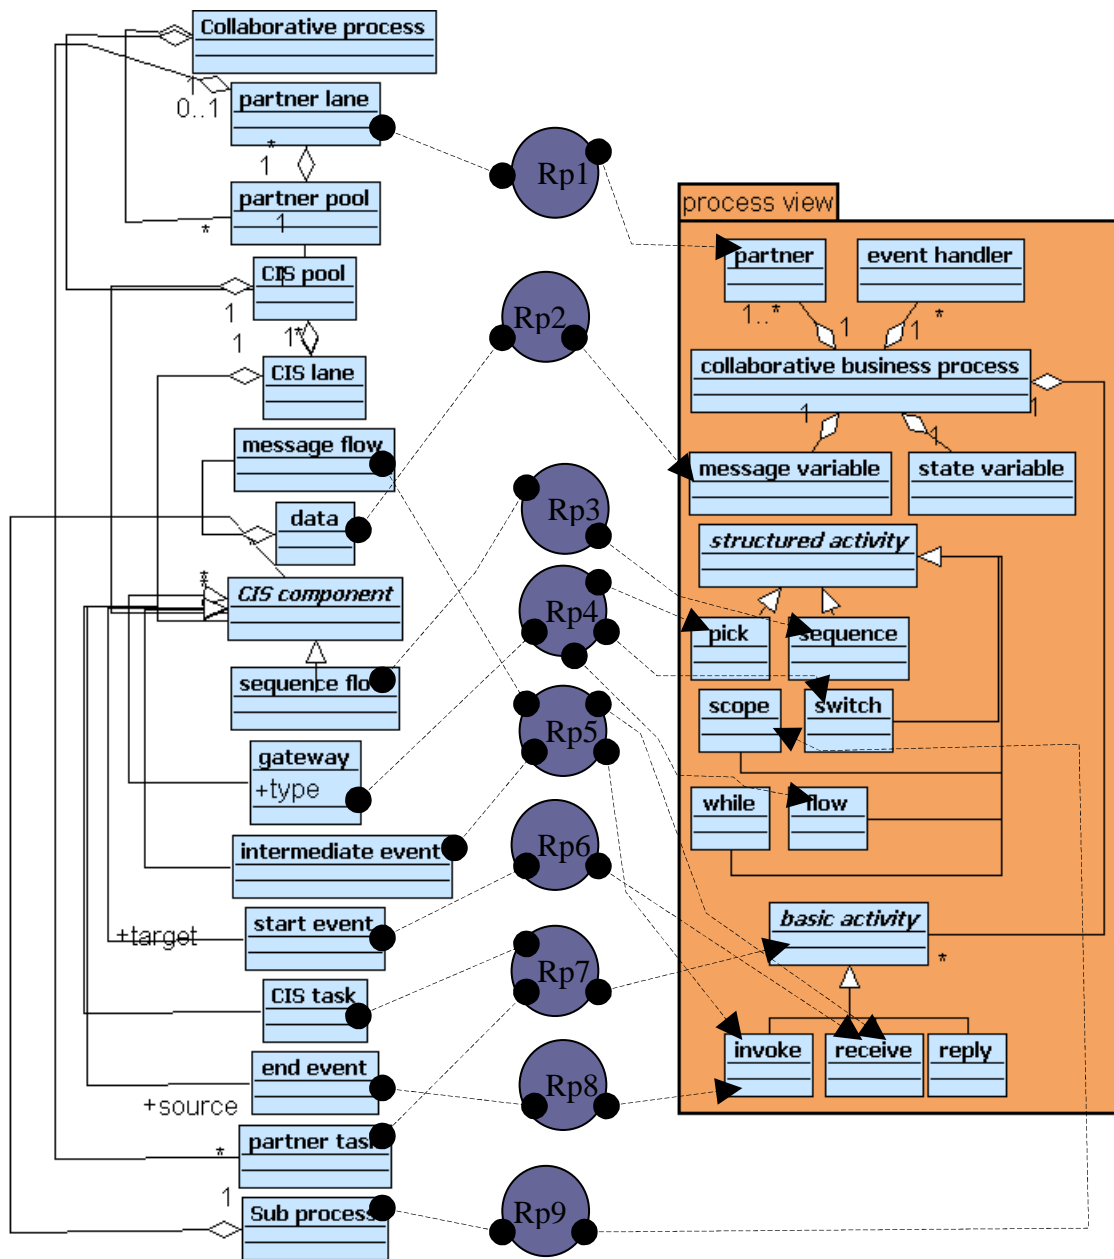 Collaborative process
1
0..1
partner lane
*
1
partner pool
1
*
CIS pool
1
1
1*
1
CIS lane
message flow
data
*
*
*
CIS component
sequence flow
gateway
+type
intermediate event
start event
+target
CIS task
end event
+source
partner task
*
1
Sub process
Rp1
Rp2
Rp3
Rp4
Rp5
Rp6
Rp7
Rp8
Rp9
process view
partner
event handler
1..*
1
1
*
collaborative business process
1
1
1
message variable
state variable
structured activity
pick
sequence
scope
switch
while
flow
basic activity
*
invoke
receive
reply